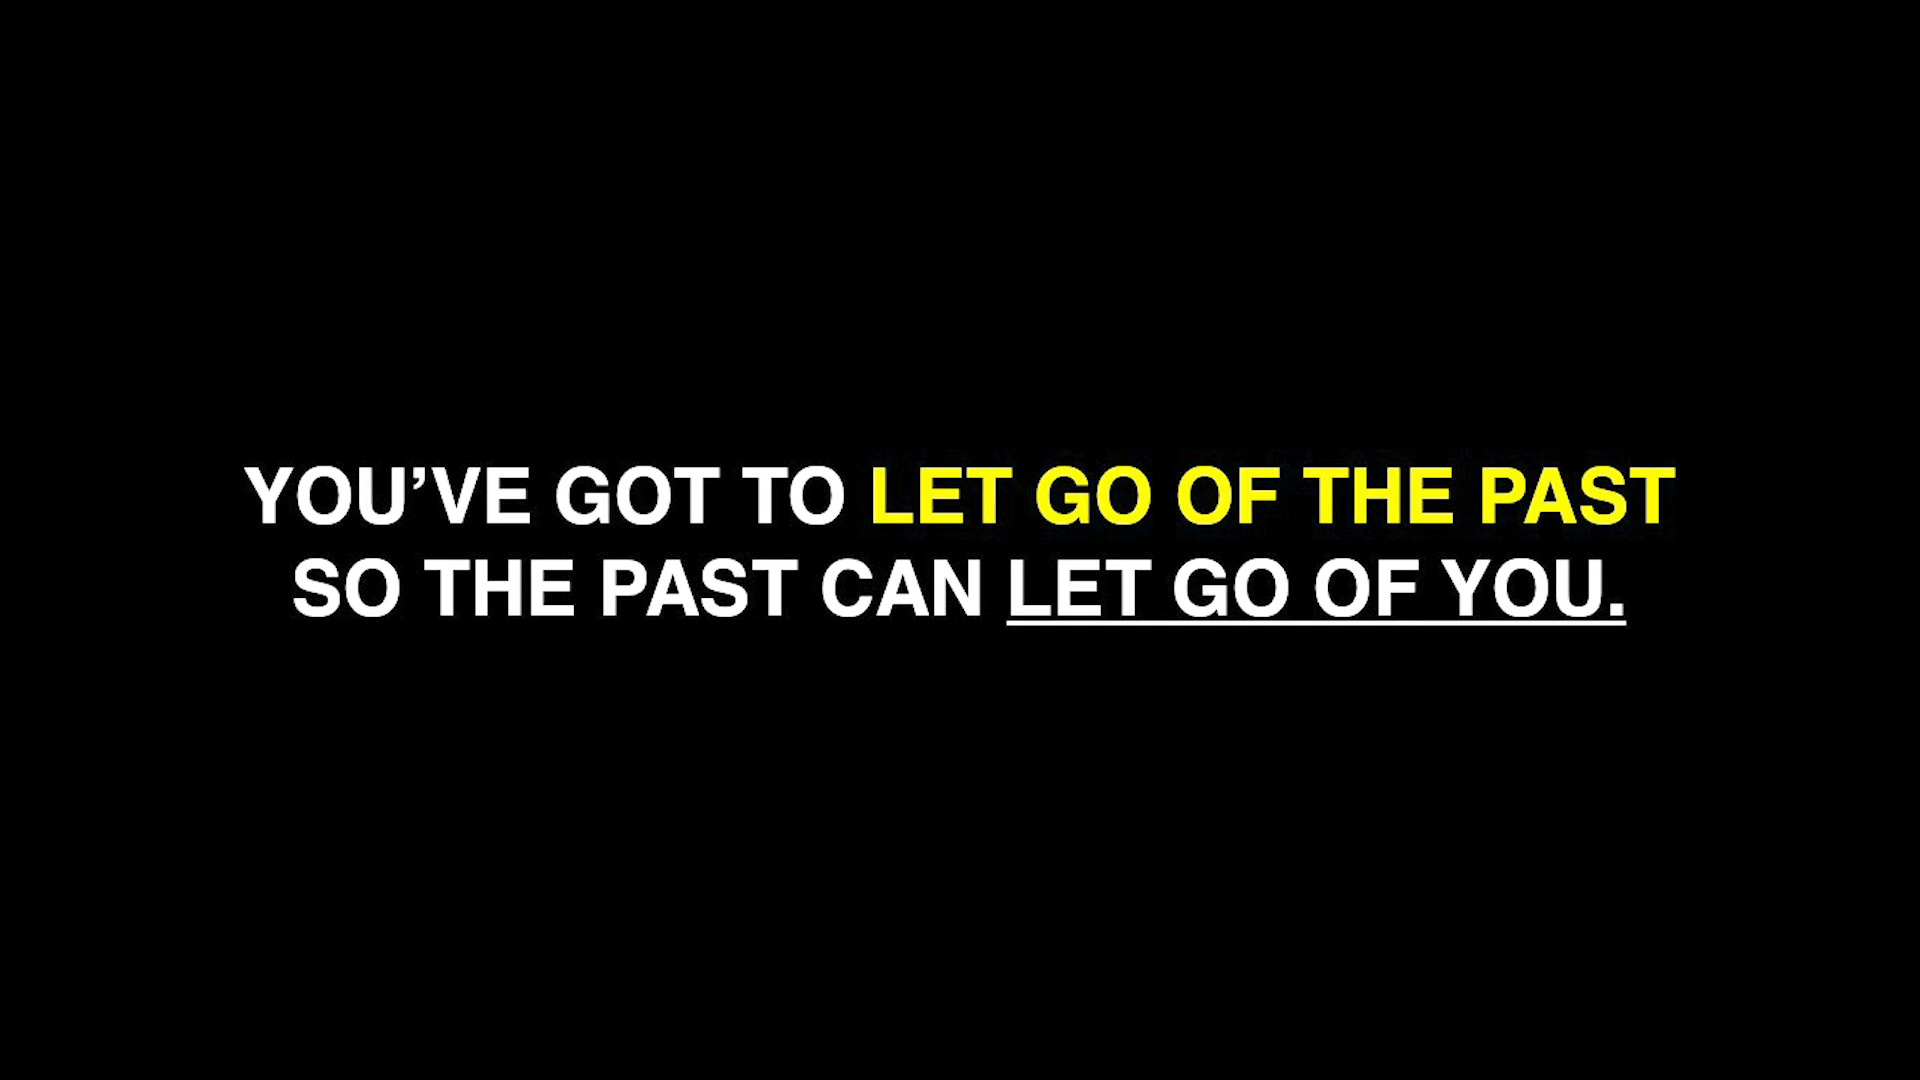 YOU’VE GOT TO LET GO OF THE PAST
SO THE PAST CAN LET GO OF YOU.